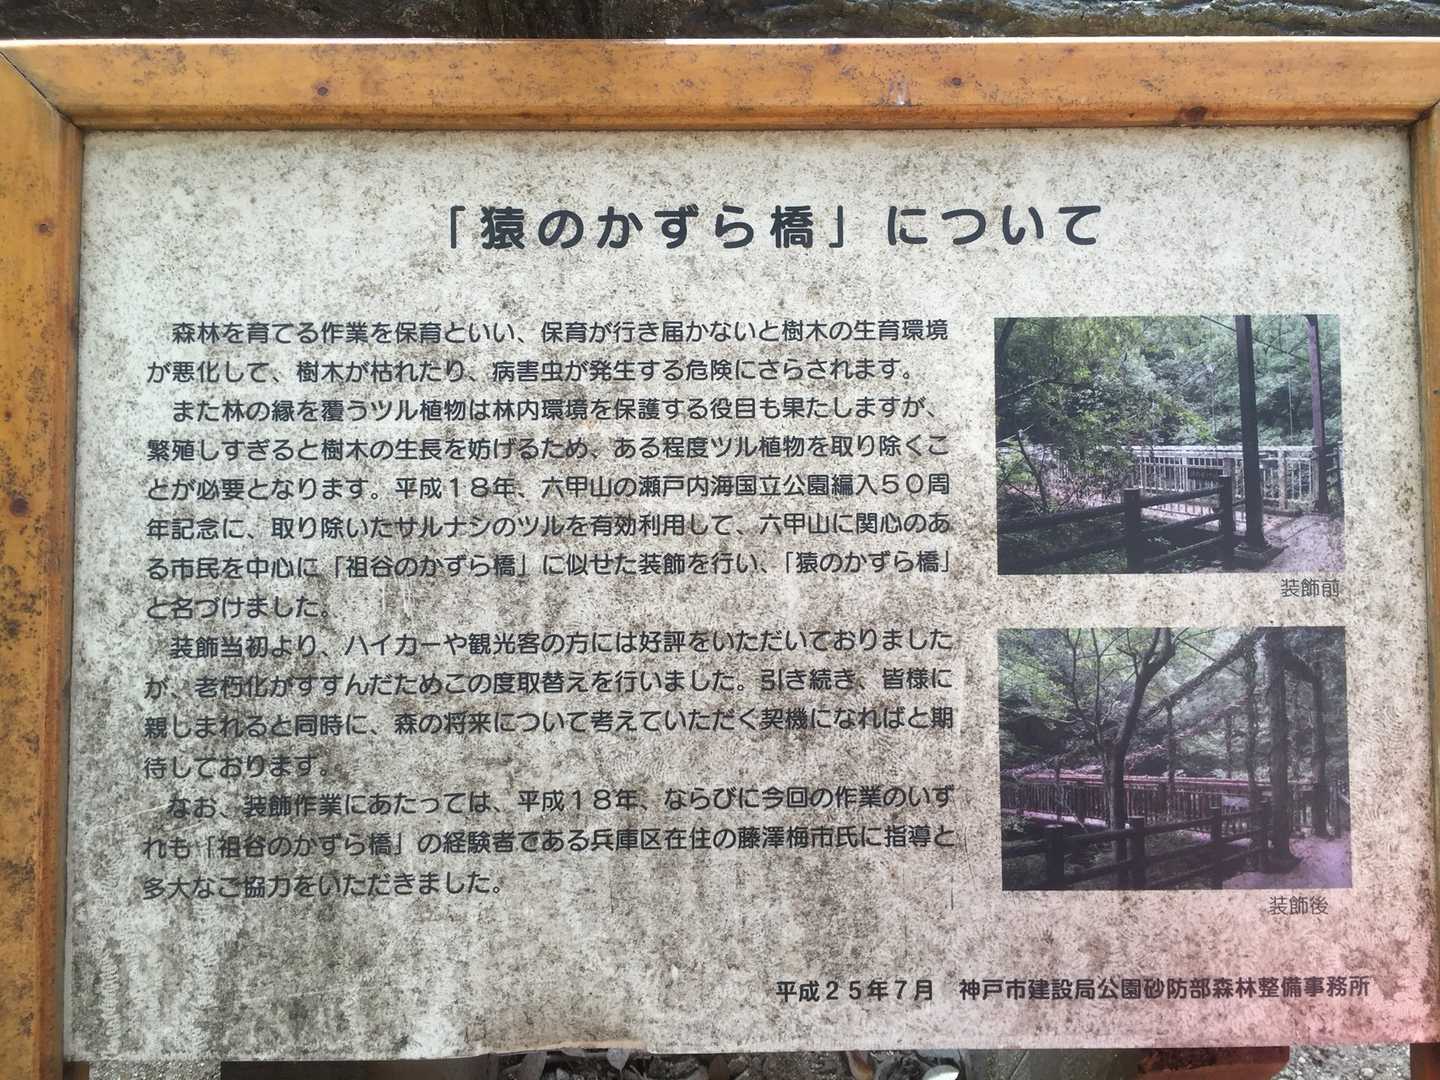 「猿のかずら橋」について
森林を育てる作業を保育といい、保育が行き届かないと樹木の生育環境
が悪化して、樹木が枯れたり、病害虫が発生する危険にさらされます。
また林の縁を覆うツル植物は林内環境を保護する役目も果たしますが、
繁殖しすぎると樹木の生長を妨げるため、ある程度ツル植物を取り除くこ
とが必要となります。平成１８年、六甲山の瀬戸内海国立公園編入５０周
年記念に、取り除いたサルナシのツルを有効利用して、六甲山に関心のあ
る市民を中心に「祖谷のかずら橋」に似せた装飾を行い、「猿のかずら橋」
と名づけました。
装飾当初より、ハイカーや観光客の方には好評をいただいておりました
が、老朽化がすすんだためこの度取替えを行いました。引き続き、皆様に
親しまれると同時に、森の将来について考えていただく契機になればと期
待しております。
なお、装飾作業にあたっては、平成１８年、ならびに今回の作業のいず
れも「祖谷のかずら橋」の経験者である兵庫区在住の藤澤梅市氏に指導と
多大なご協力をいただきました。
装飾前
装飾後
平成２５年７月　神戸市建設局公園砂防部森林整備事務所